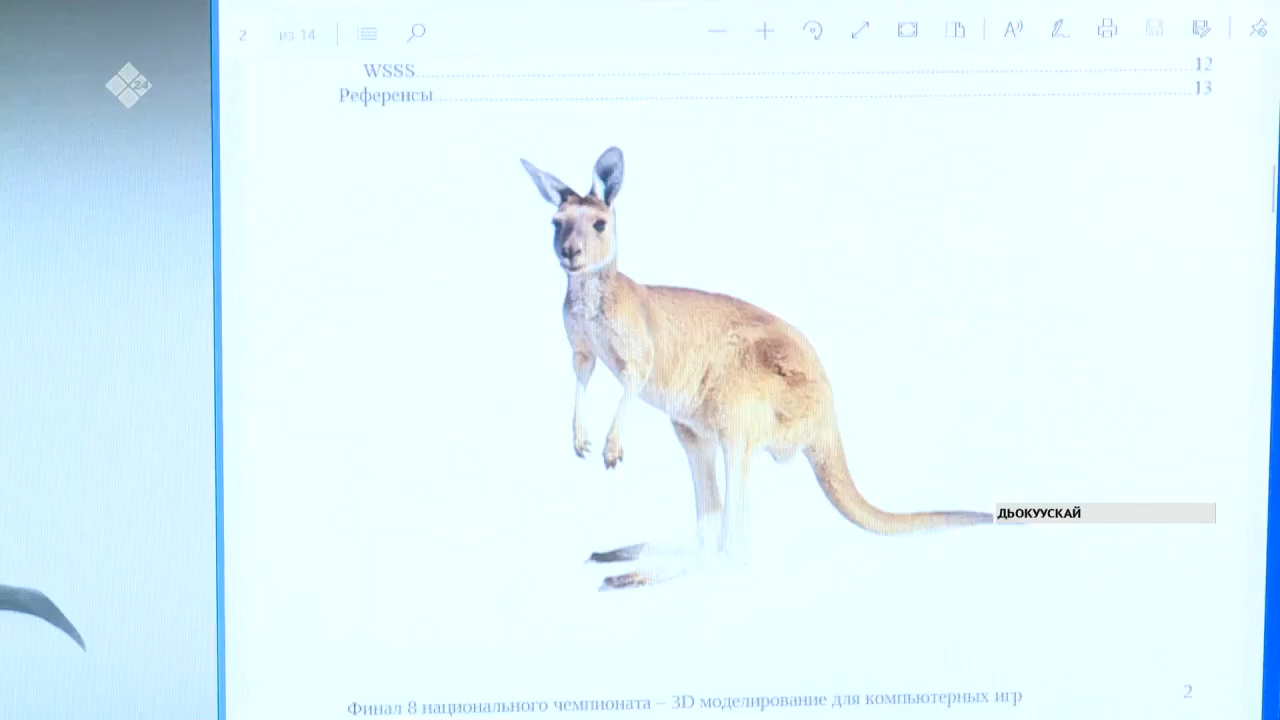 2 из 14
WSSS 12
Референсы 13
ДЬОКУУСКАЙ
Финал 8 национального чемпионата – 3D моделирование для компьютерных игр 2